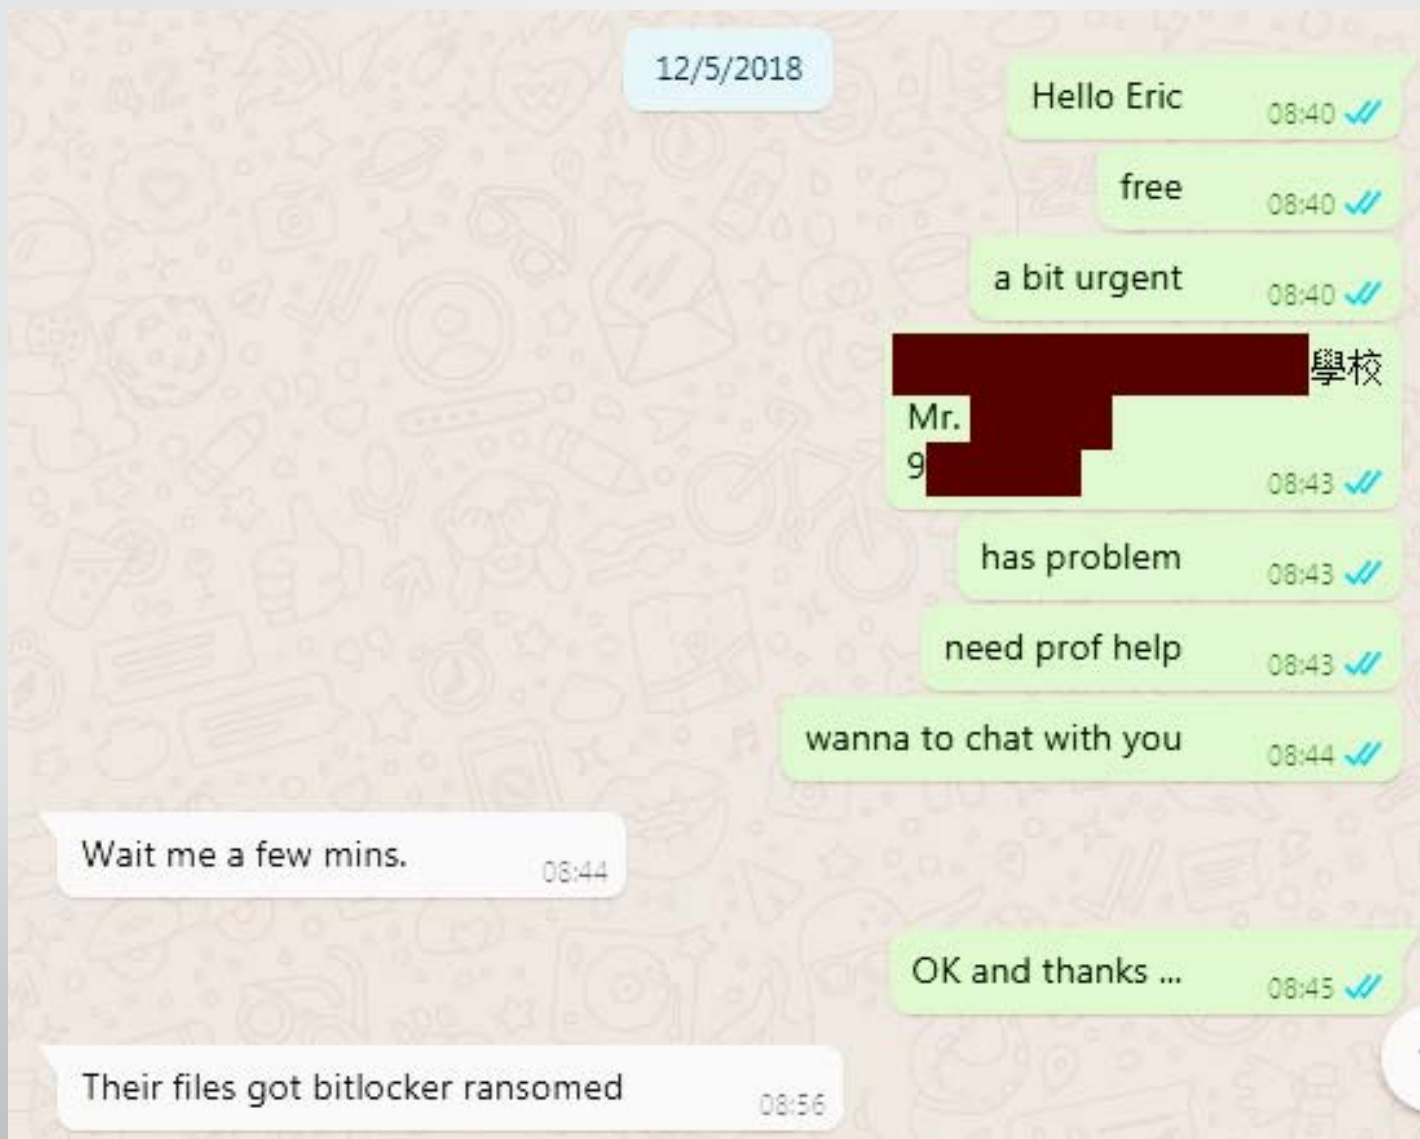 12/5/2018
Hello Eric 08:40
free 08:40
a bit urgent 08:40
學校
Mr.
9 08:43
has problem 08:43
need prof help 08:43
wanna to chat with you 08:44
Wait me a few mins. 08:44
OK and thanks ... 08:45
Their files got bitlocker ransomed 08:56